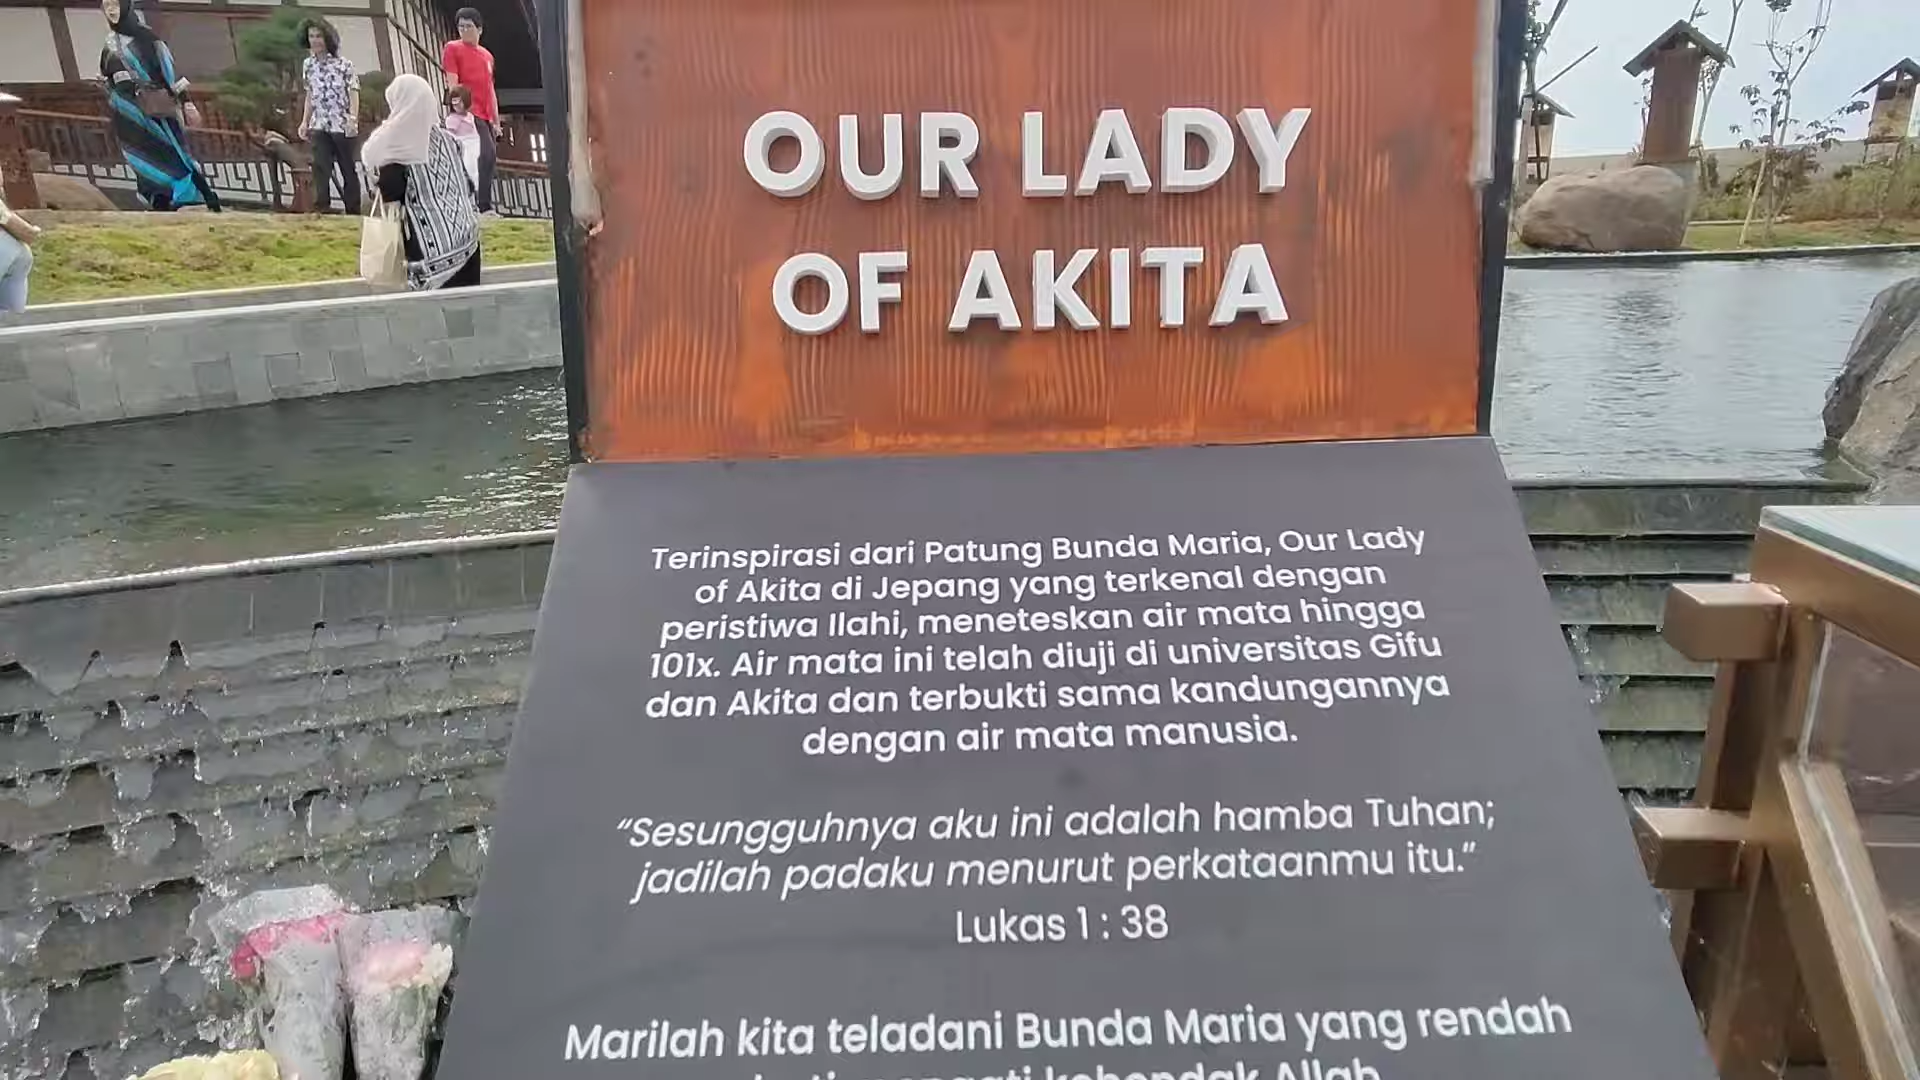 OUR LADY
OF AKITA
Terinspirasi dari Patung Bunda Maria, Our Lady
of Akita di Jepang yang terkenal dengan
peristiwa Ilahi, meneteskan air mata hingga
101x. Air mata ini telah diuji di universitas Gifu
dan Akita dan terbukti sama kandungannya
dengan air mata manusia.
“Sesungguhnya aku ini adalah hamba Tuhan;
jadilah padaku menurut perkataanmu itu.”
Lukas 1 : 38
Marilah kita teladani Bunda Maria yang rendah
kehendak Allah